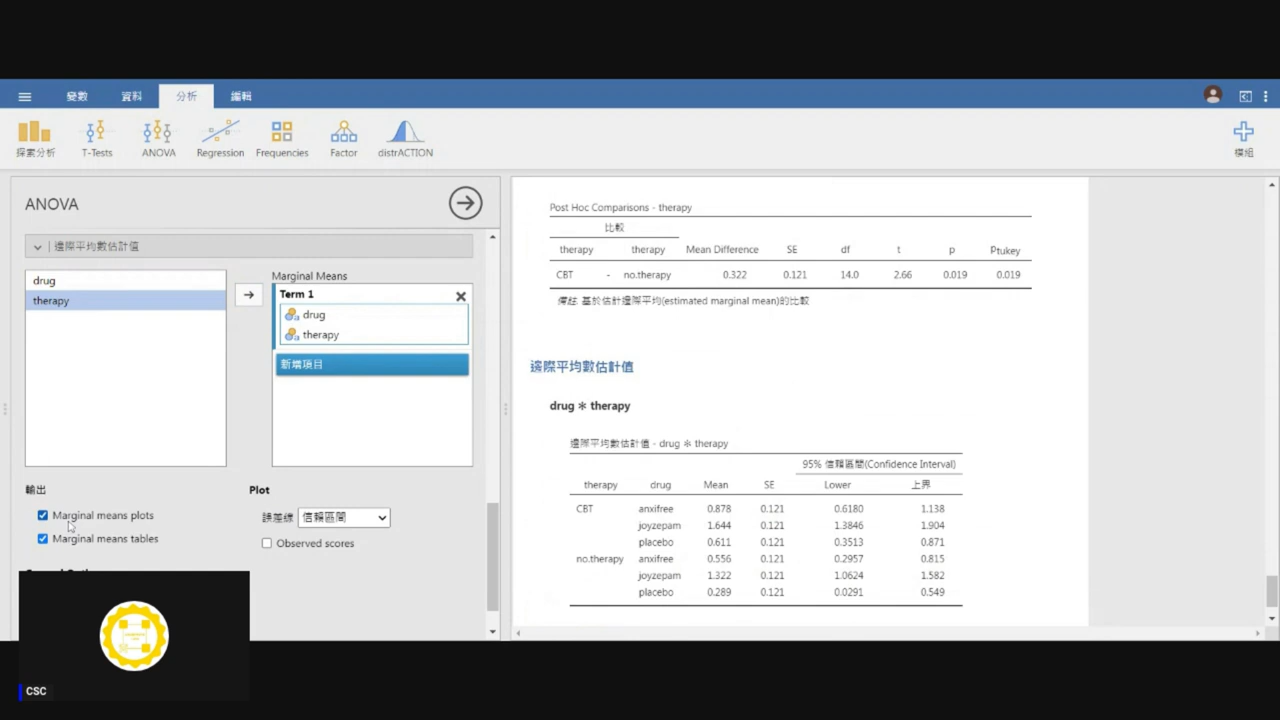 變數 資料 分析 編輯
探索分析 T-Tests ANOVA Regression Frequencies Factor distrACTION 模組
ANOVA
邊際平均數估計值
drug
therapy
Marginal Means
Term 1
drug
therapy
新增項目
輸出
Marginal means plots
Marginal means tables
Plot
誤差線 信賴區間
Observed scores
CSC
Post Hoc Comparisons - therapy
比較
therapy therapy Mean Difference SE df t p Ptukey
CBT - no.therapy 0.322 0.121 14.0 2.66 0.019 0.019
備註. 基於估計邊際平均(estimated marginal mean)的比較
邊際平均數估計值
drug ✻ therapy
邊際平均數估計值 - drug ✻ therapy
95% 信賴區間(Confidence Interval)
therapy drug Mean SE Lower 上界
CBT anxifree 0.878 0.121 0.6180 1.138
joyzepam 1.644 0.121 1.3846 1.904
placebo 0.611 0.121 0.3513 0.871
no.therapy anxifree 0.556 0.121 0.2957 0.815
joyzepam 1.322 0.121 1.0624 1.582
placebo 0.289 0.121 0.0291 0.549